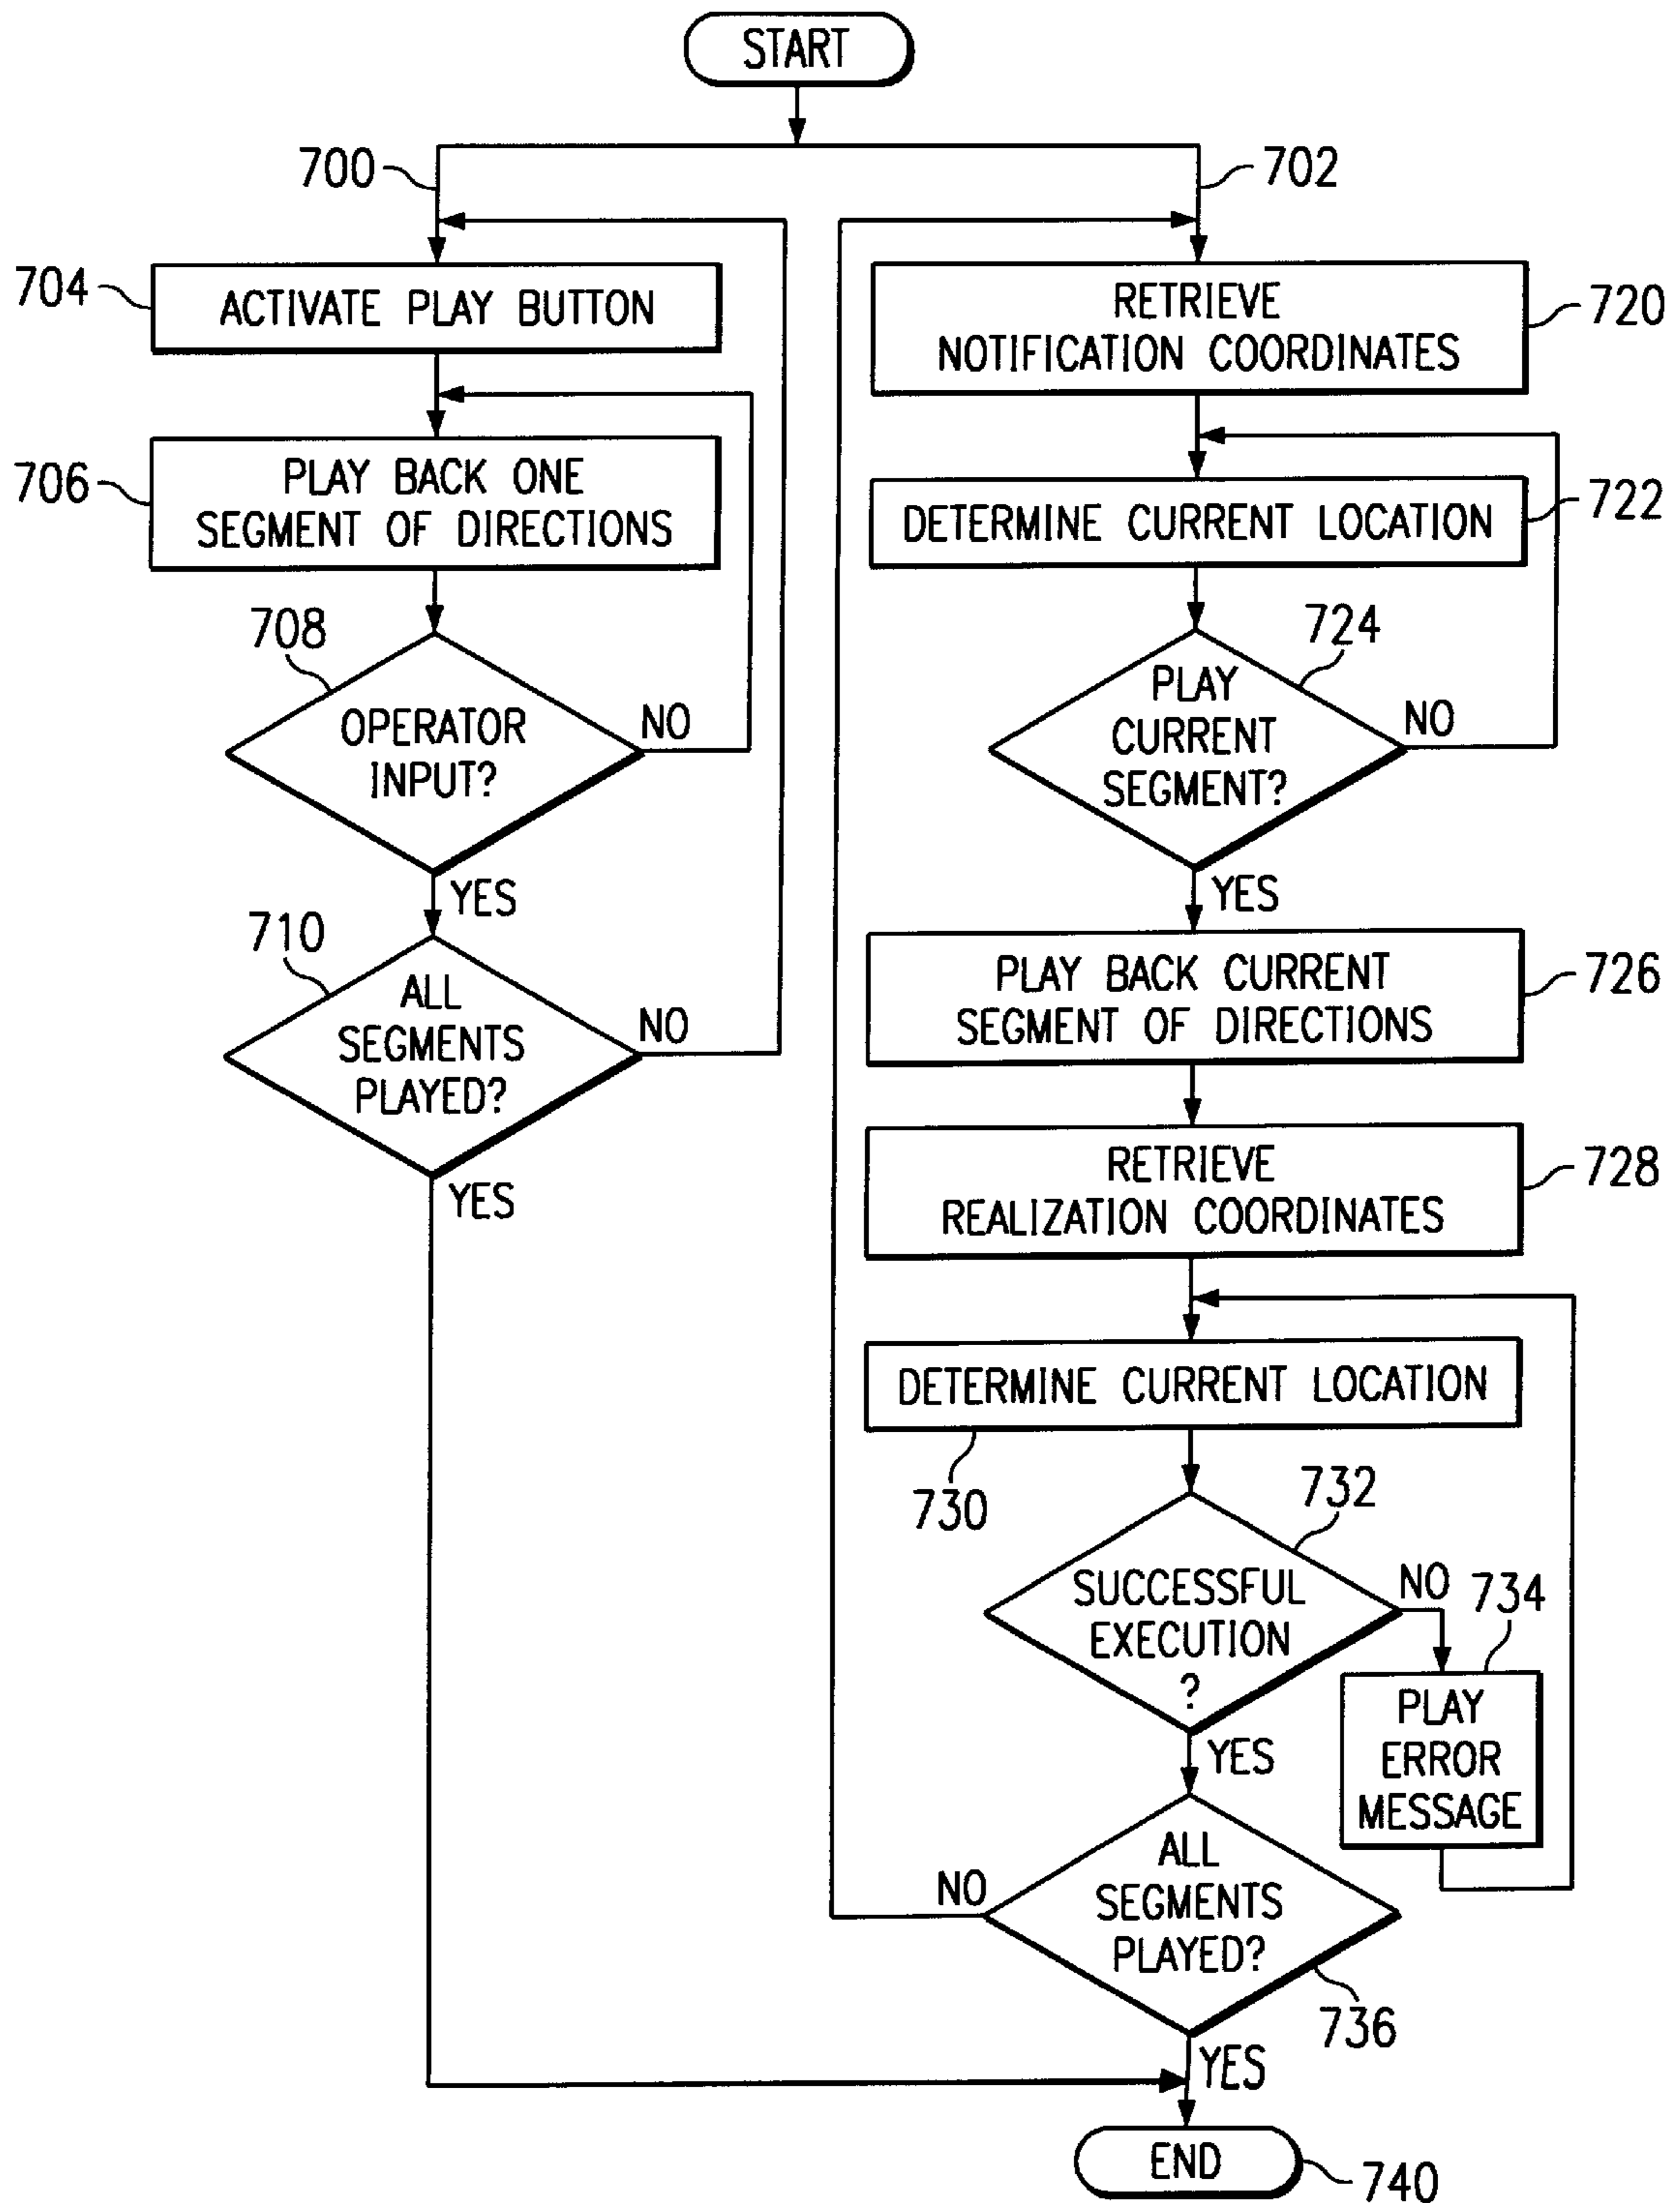 START
700
702
704
ACTIVATE PLAY BUTTON
706
PLAY BACK ONE
SEGMENT OF DIRECTIONS
708
OPERATOR
INPUT?
NO
YES
710
ALL
SEGMENTS
PLAYED?
NO
YES
RETRIEVE
NOTIFICATION COORDINATES
720
DETERMINE CURRENT LOCATION
722
724
PLAY
CURRENT
SEGMENT?
NO
YES
PLAY BACK CURRENT
SEGMENT OF DIRECTIONS
726
RETRIEVE
REALIZATION COORDINATES
728
DETERMINE CURRENT LOCATION
730
732
SUCCESSFUL
EXECUTION
?
NO
734
PLAY
ERROR
MESSAGE
YES
ALL
SEGMENTS
PLAYED?
NO
736
YES
END
740